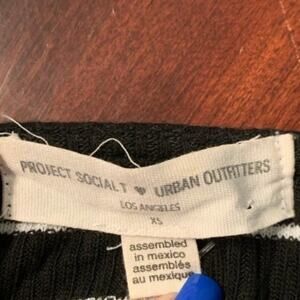 PROJECT SOCIAL T ♥ URBAN OUTFITTERS
LOS ANGELES
XS
assembled
in mexico
assemblés
au mexique